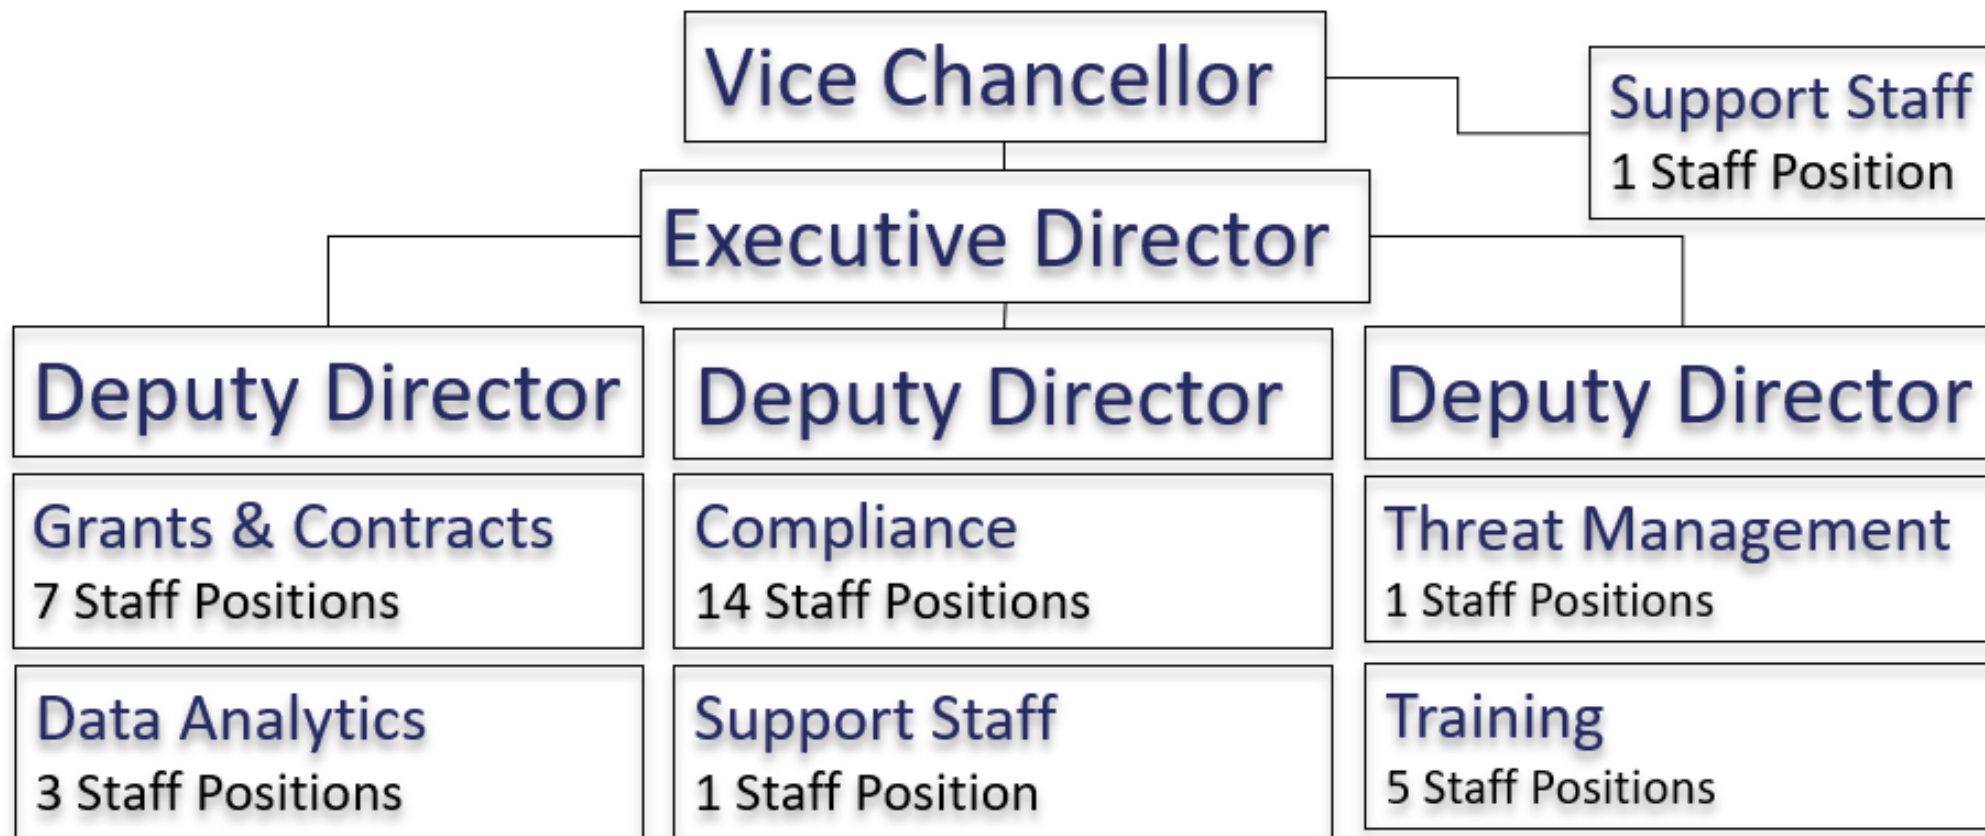 Vice Chancellor
Support Staff
1 Staff Position
Executive Director
Deputy Director
Grants & Contracts
7 Staff Positions
Data Analytics
3 Staff Positions
Deputy Director
Compliance
14 Staff Positions
Support Staff
1 Staff Position
Deputy Director
Threat Management
1 Staff Positions
Training
5 Staff Positions